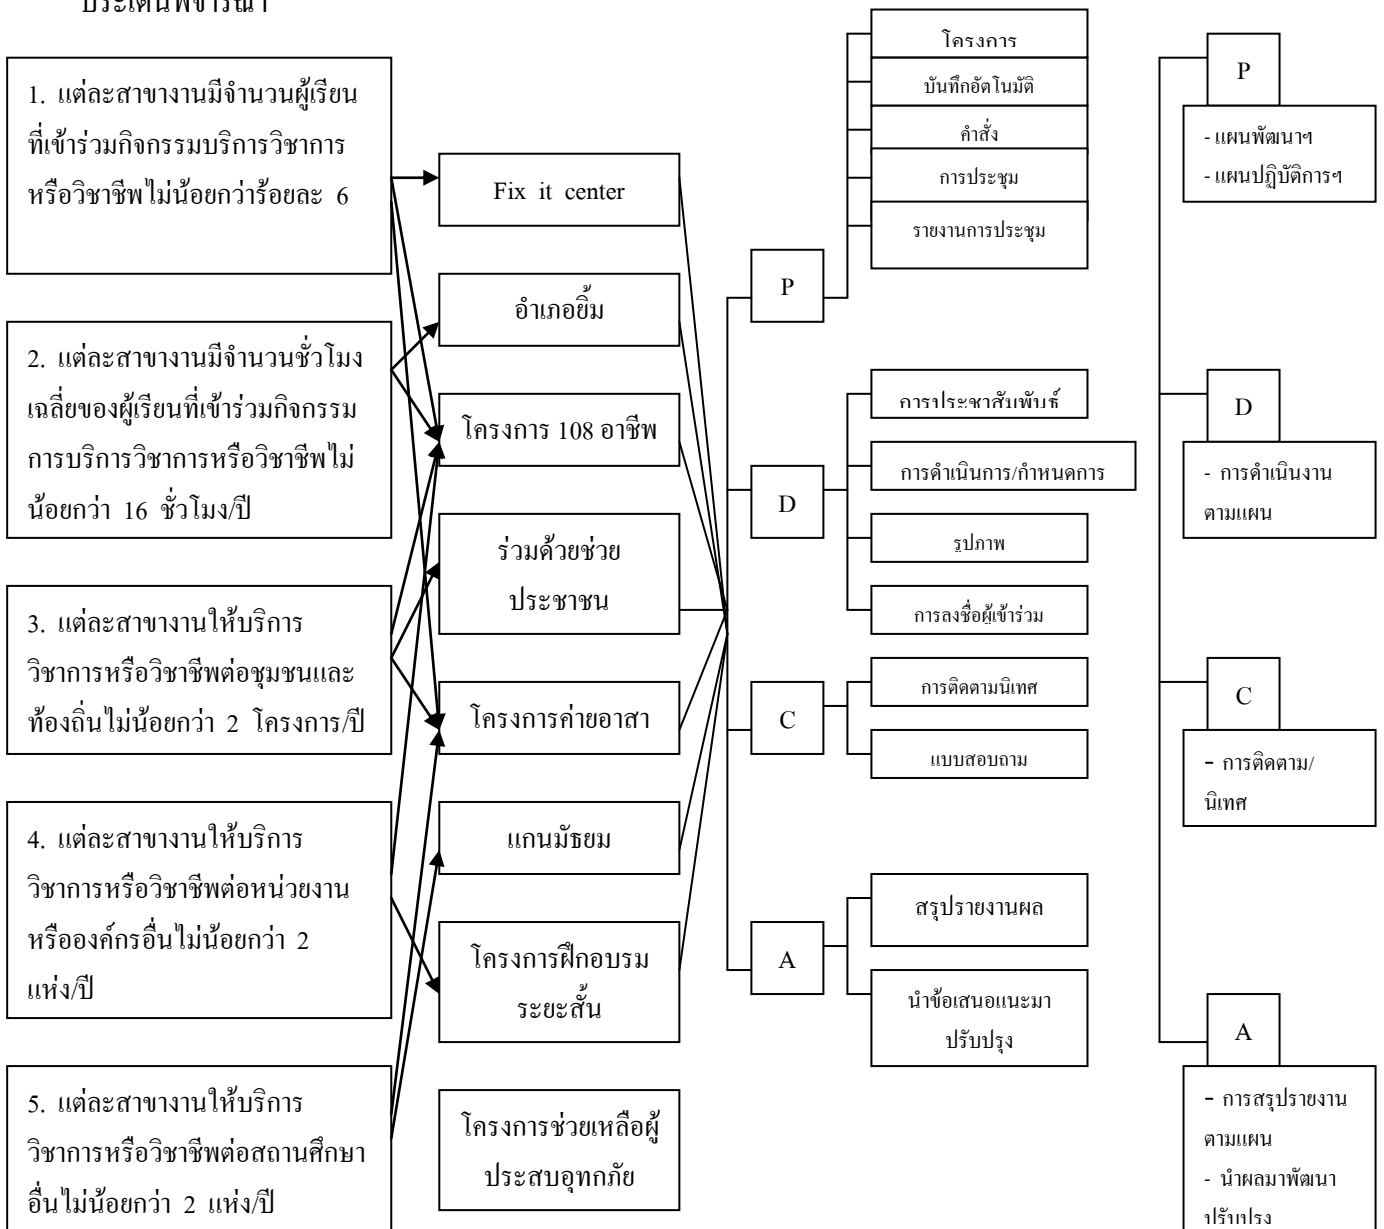 ประเด็นพิจารณา
1. แต่ละสาขางานมีจำนวนผู้เรียน
ที่เข้าร่วมกิจกรรมบริการวิชาการ
หรือวิชาชีพไม่น้อยกว่าร้อยละ 6
2. แต่ละสาขางานมีจำนวนชั่วโมง
เฉลี่ยของผู้เรียนที่เข้าร่วมกิจกรรม
การบริการวิชาการหรือวิชาชีพไม่
น้อยกว่า 16 ชั่วโมง/ปี
3. แต่ละสาขางานให้บริการ
วิชาการหรือวิชาชีพต่อชุมชนและ
ท้องถิ่นไม่น้อยกว่า 2 โครงการ/ปี
4. แต่ละสาขางานให้บริการ
วิชาการหรือวิชาชีพต่อหน่วยงาน
หรือองค์กรอื่นไม่น้อยกว่า 2
แห่ง/ปี
5. แต่ละสาขางานให้บริการ
วิชาการหรือวิชาชีพต่อสถานศึกษา
อื่นไม่น้อยกว่า 2 แห่ง/ปี
Fix it center
อำเภอยิ้ม
โครงการ 108 อาชีพ
ร่วมด้วยช่วย
ประชาชน
โครงการค่ายอาสา
แกนมัธยม
โครงการฝึกอบรม
ระยะสั้น
โครงการช่วยเหลือผู้
ประสบอุทกภัย
P
D
C
A
โครงการ
บันทึกอัตโนมัติ
คำสั่ง
การประชุม
รายงานการประชุม
การประชาสัมพันธ์
การดำเนินการ/กำหนดการ
รูปภาพ
การลงชื่อผู้เข้าร่วม
การติดตามนิเทศ
แบบสอบถาม
สรุปรายงานผล
นำข้อเสนอแนะมา
ปรับปรุง
P
- แผนพัฒนาฯ
- แผนปฏิบัติการฯ
D
- การดำเนินงาน
ตามแผน
C
- การติดตาม/
นิเทศ
A
- การสรุปรายงาน
ตามแผน
- นำผลมาพัฒนา
ปรับปรุง